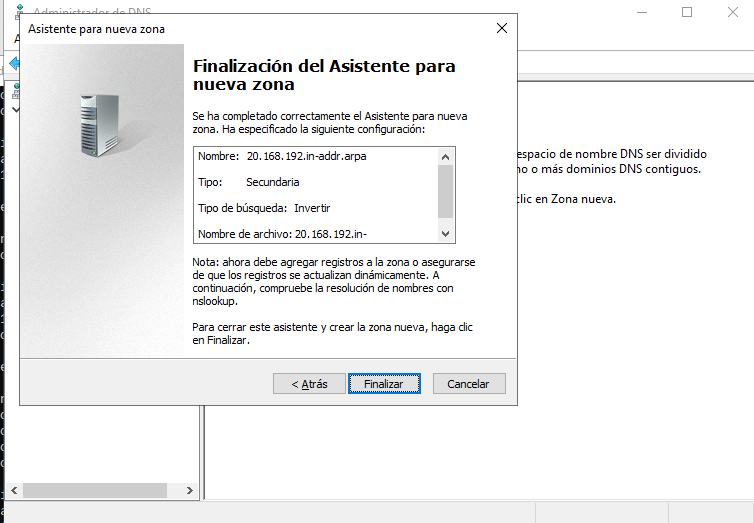 Administrador de DNS
Asistente para nueva zona
Finalización del Asistente para
nueva zona
Se ha completado correctamente el Asistente para nueva
zona. Ha especificado la siguiente configuración:
Nombre: 20.168.192.in-addr.arpa
Tipo: Secundaria
Tipo de búsqueda: Invertir
Nombre de archivo: 20.168.192.in-
Nota: ahora debe agregar registros a la zona o asegurarse
de que los registros se actualizan dinámicamente. A
continuación, compruebe la resolución de nombres con
nslookup.
Para cerrar este asistente y crear la zona nueva, haga clic
en Finalizar.
< Atrás
Finalizar
Cancelar
espacio de nombre DNS ser dividido
o más dominios DNS contiguos.
clic en Zona nueva.